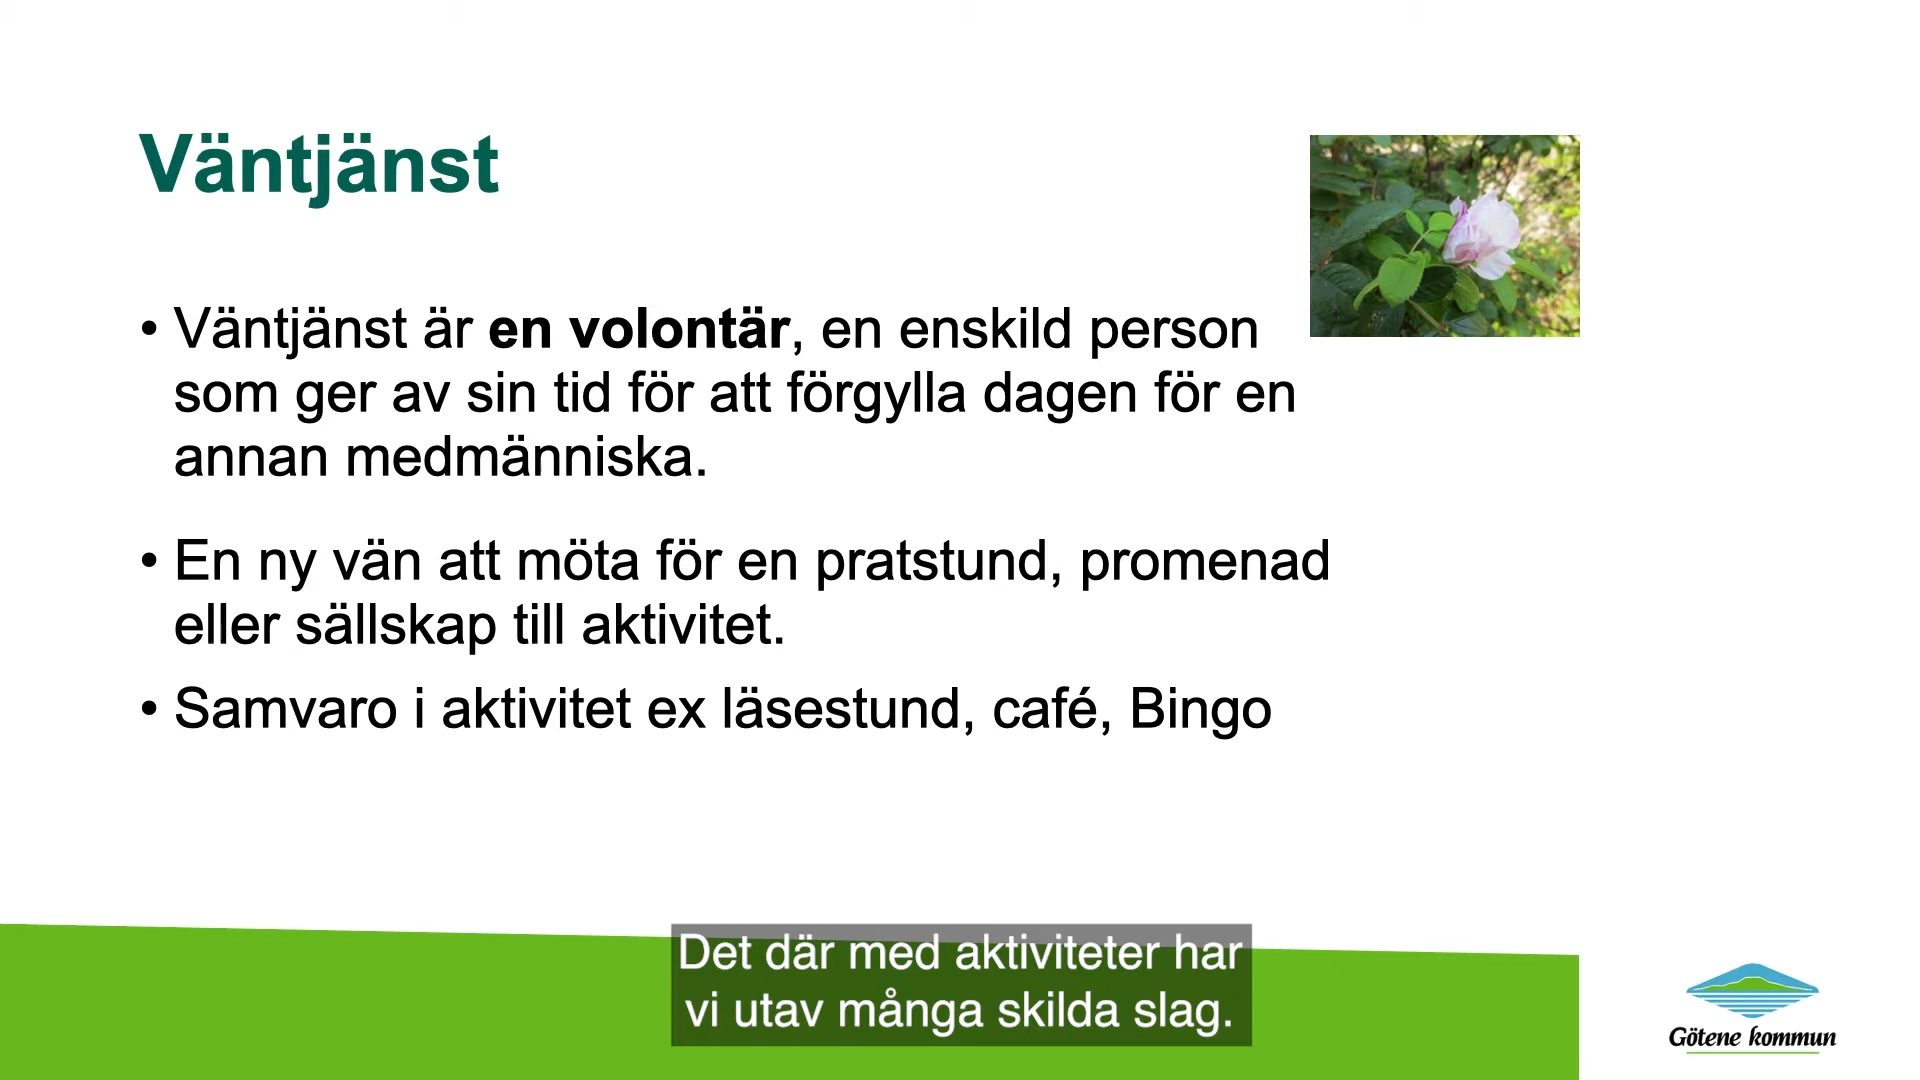 Väntjänst
• Väntjänst är en volontär, en enskild person
som ger av sin tid för att förgylla dagen för en
annan medmänniska.
• En ny vän att möta för en pratstund, promenad
eller sällskap till aktivitet.
• Samvaro i aktivitet ex läsestund, café, Bingo
Det där med aktiviteter har
vi utav många skilda slag.
Götene kommun